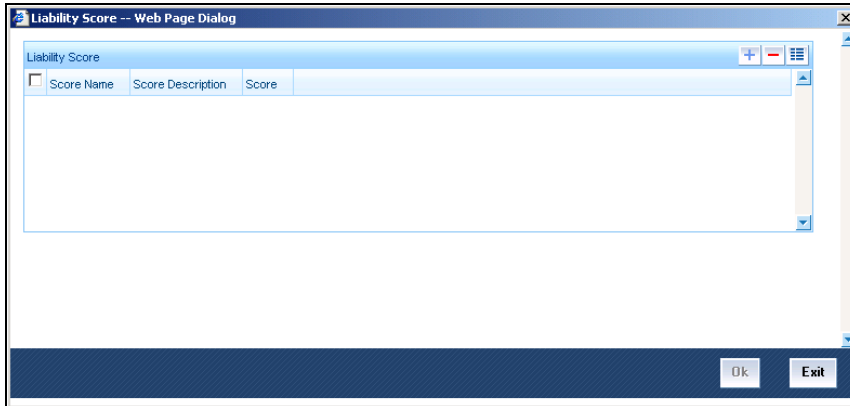 Liability Score -- Web Page Dialog
Liability Score
Score Name Score Description Score
Ok Exit